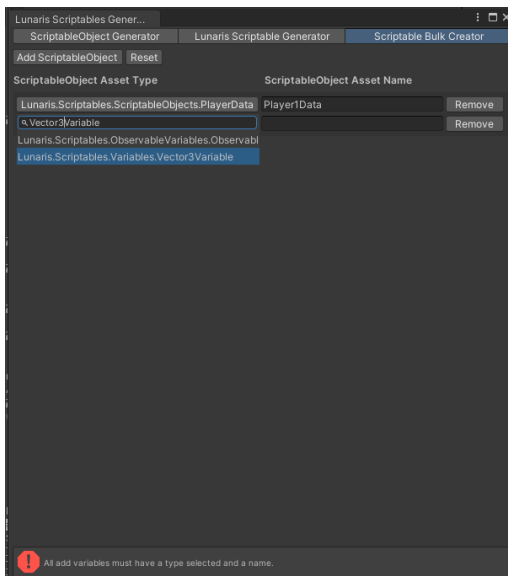 Lunaris Scriptables Gener...
ScriptableObject Generator Lunaris Scriptable Generator Scriptable Bulk Creator
Add ScriptableObject Reset
ScriptableObject Asset Type ScriptableObject Asset Name
Lunaris.Scriptables.ScriptableObjects.PlayerData Player1Data Remove
Vector3Variable Remove
Lunaris.Scriptables.ObservableVariables.Observabl
Lunaris.Scriptables.Variables.Vector3Variable
All add variables must have a type selected and a name.